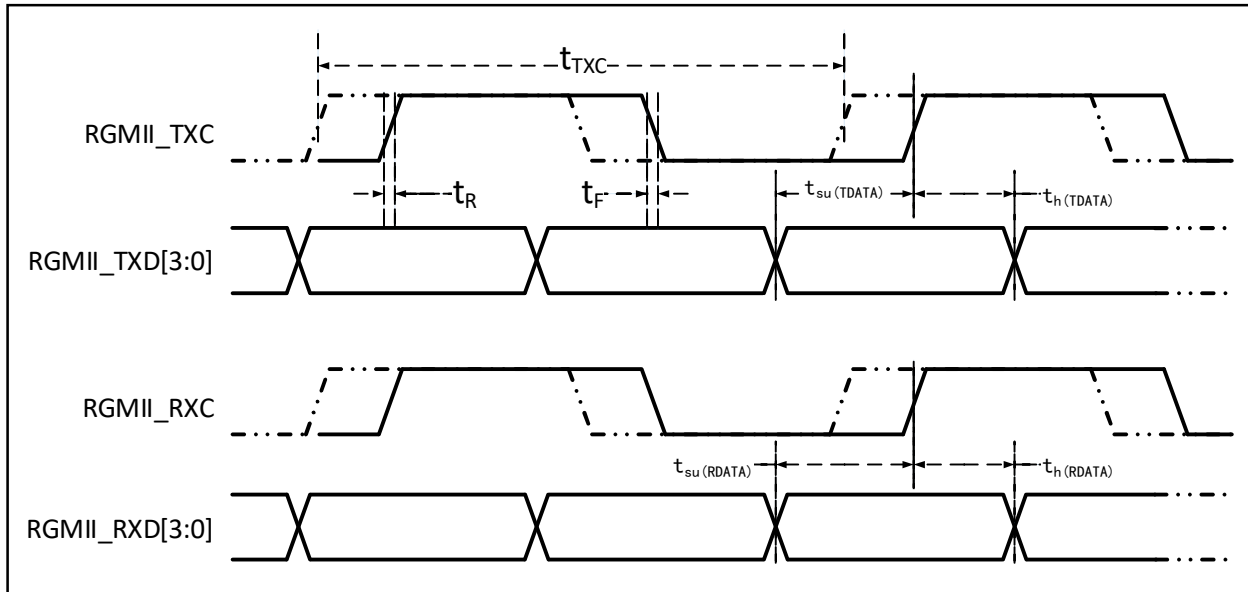 tTXC
RGMII_TXC
tR
tF
tsu(TDATA)
th(TDATA)
RGMII_TXD[3:0]
RGMII_RXC
tsu(RDATA)
th(RDATA)
RGMII_RXD[3:0]